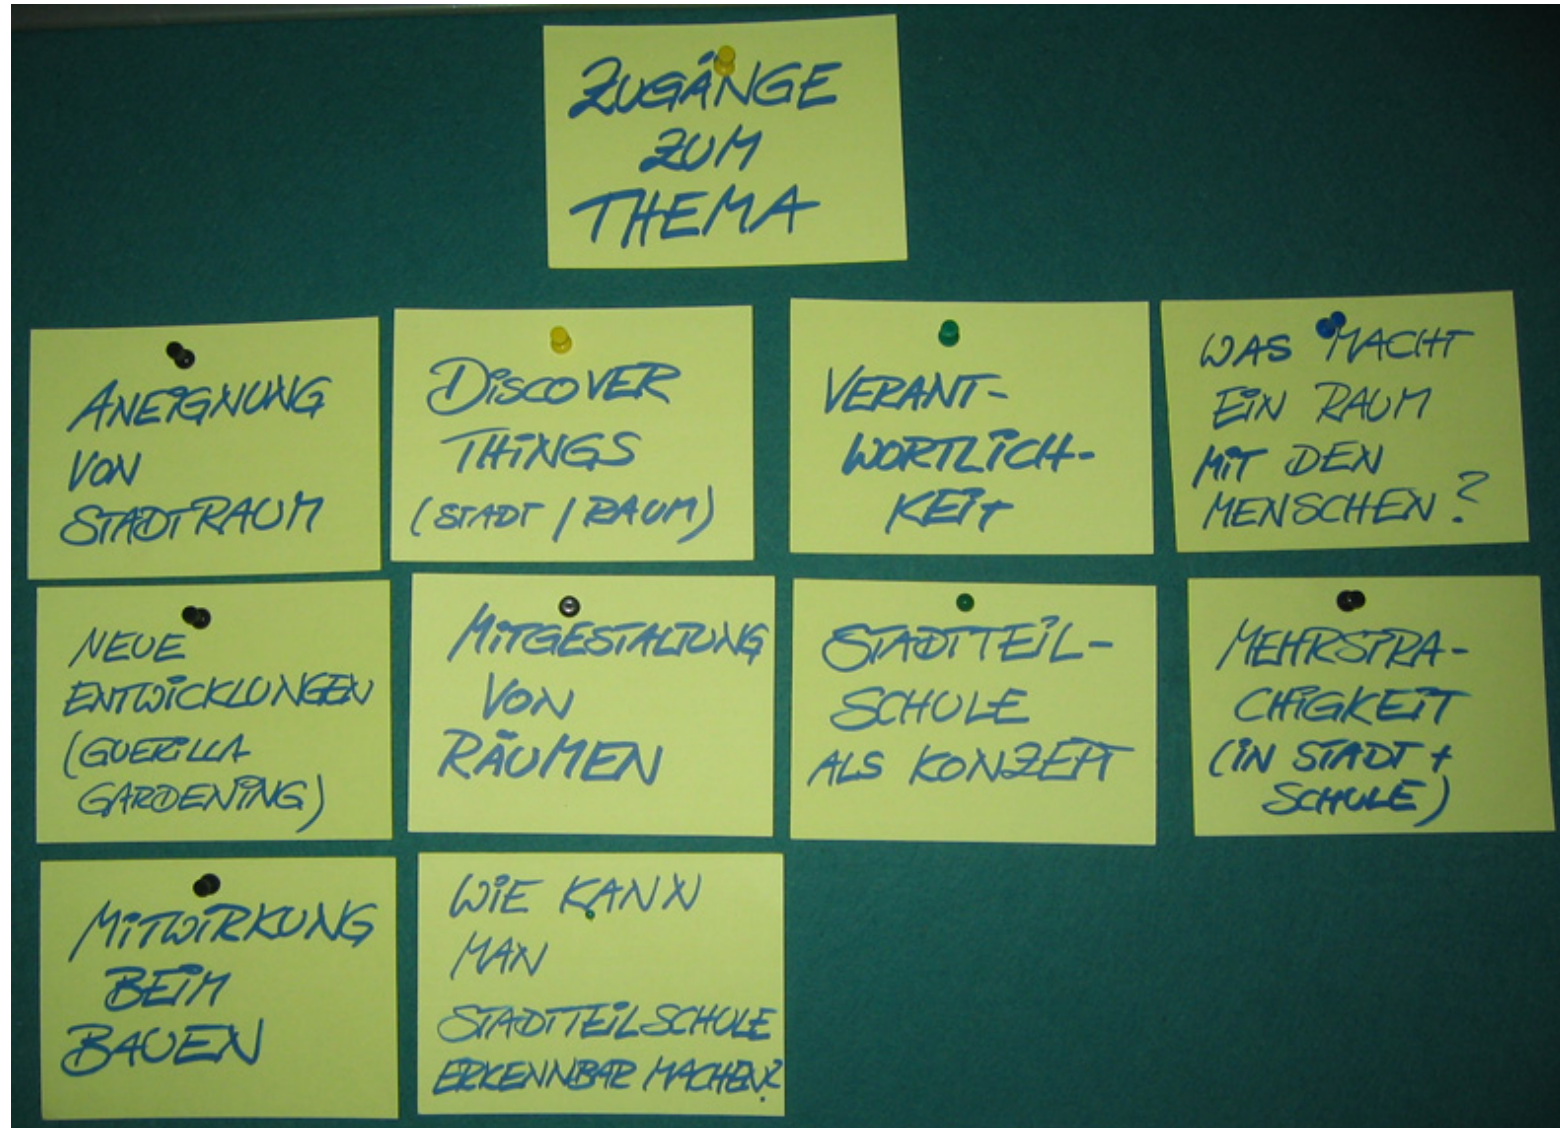 ZUGÄNGE
ZUM
THEMA
ANEIGNUNG
VON
STADTRAUM
DISCOVER
THINGS
(STADT / RAUM)
VERANT-
WORTLICH-
KEIT
WAS MACHT
EIN RAUM
MIT DEN
MENSCHEN?
NEUE
ENTWICKLUNGEN
(GUERILLA
GARDENING)
MITGESTALTUNG
VON
RÄUMEN
STADTTEIL-
SCHULE
ALS KONZEPT
MEHRSPRA-
CHIGKEIT
(IN STADT +
SCHULE)
MITWIRKUNG
BEIM
BAUEN
WIE KANN
MAN
STADTTEILSCHULE
ERKENNBAR MACHEN?